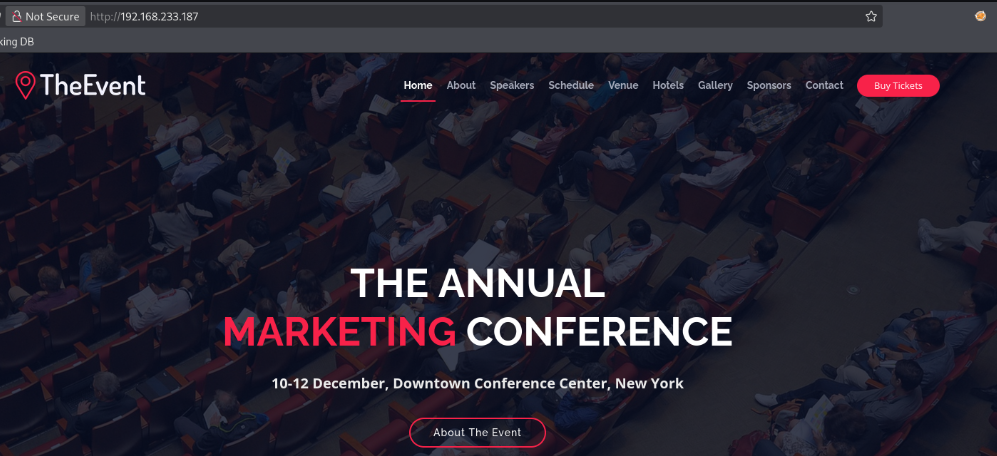 Not Secure http://192.168.233.187
king DB
TheEvent Home About Speakers Schedule Venue Hotels Gallery Sponsors Contact Buy Tickets
THE ANNUAL
MARKETING CONFERENCE
10-12 December, Downtown Conference Center, New York
About The Event